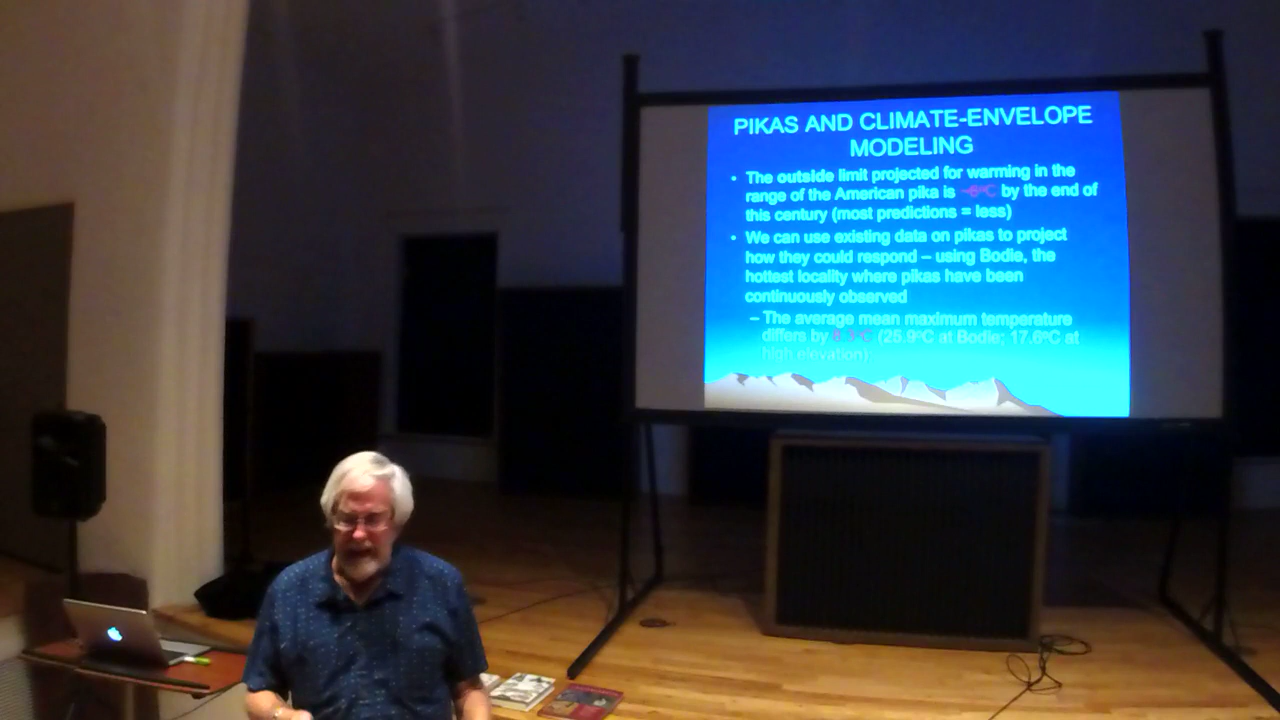 PIKAS AND CLIMATE-ENVELOPE
MODELING
• The outside limit projected for warming in the
range of the American pika is ~6°C by the end of
this century (most predictions = less)
• We can use existing data on pikas to project
how they could respond – using Bodie, the
hottest locality where pikas have been
continuously observed
– The average mean maximum temperature
differs by 8.3°C (25.9°C at Bodie; 17.6°C at
high elevation)